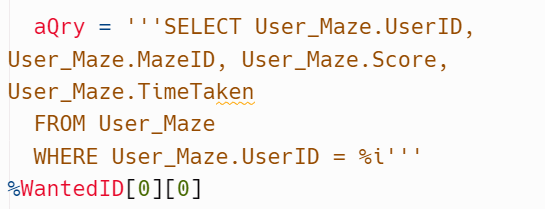 aQry = '''SELECT User_Maze.UserID,
User_Maze.MazeID, User_Maze.Score,
User_Maze.TimeTaken
FROM User_Maze
WHERE User_Maze.UserID = %i'''
%WantedID[0][0]